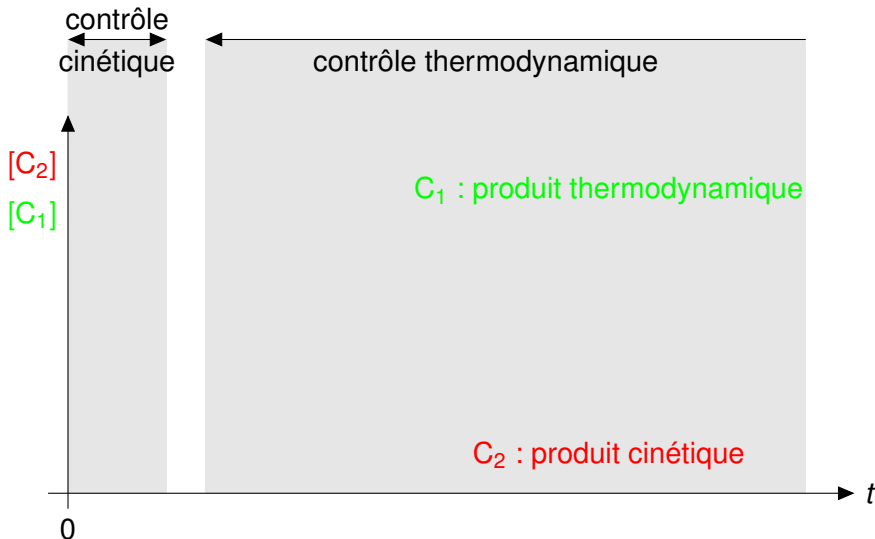 contrôle
cinétique
contrôle thermodynamique
[C₂]
[C₁]
C₁ : produit thermodynamique
C₂ : produit cinétique
t
0